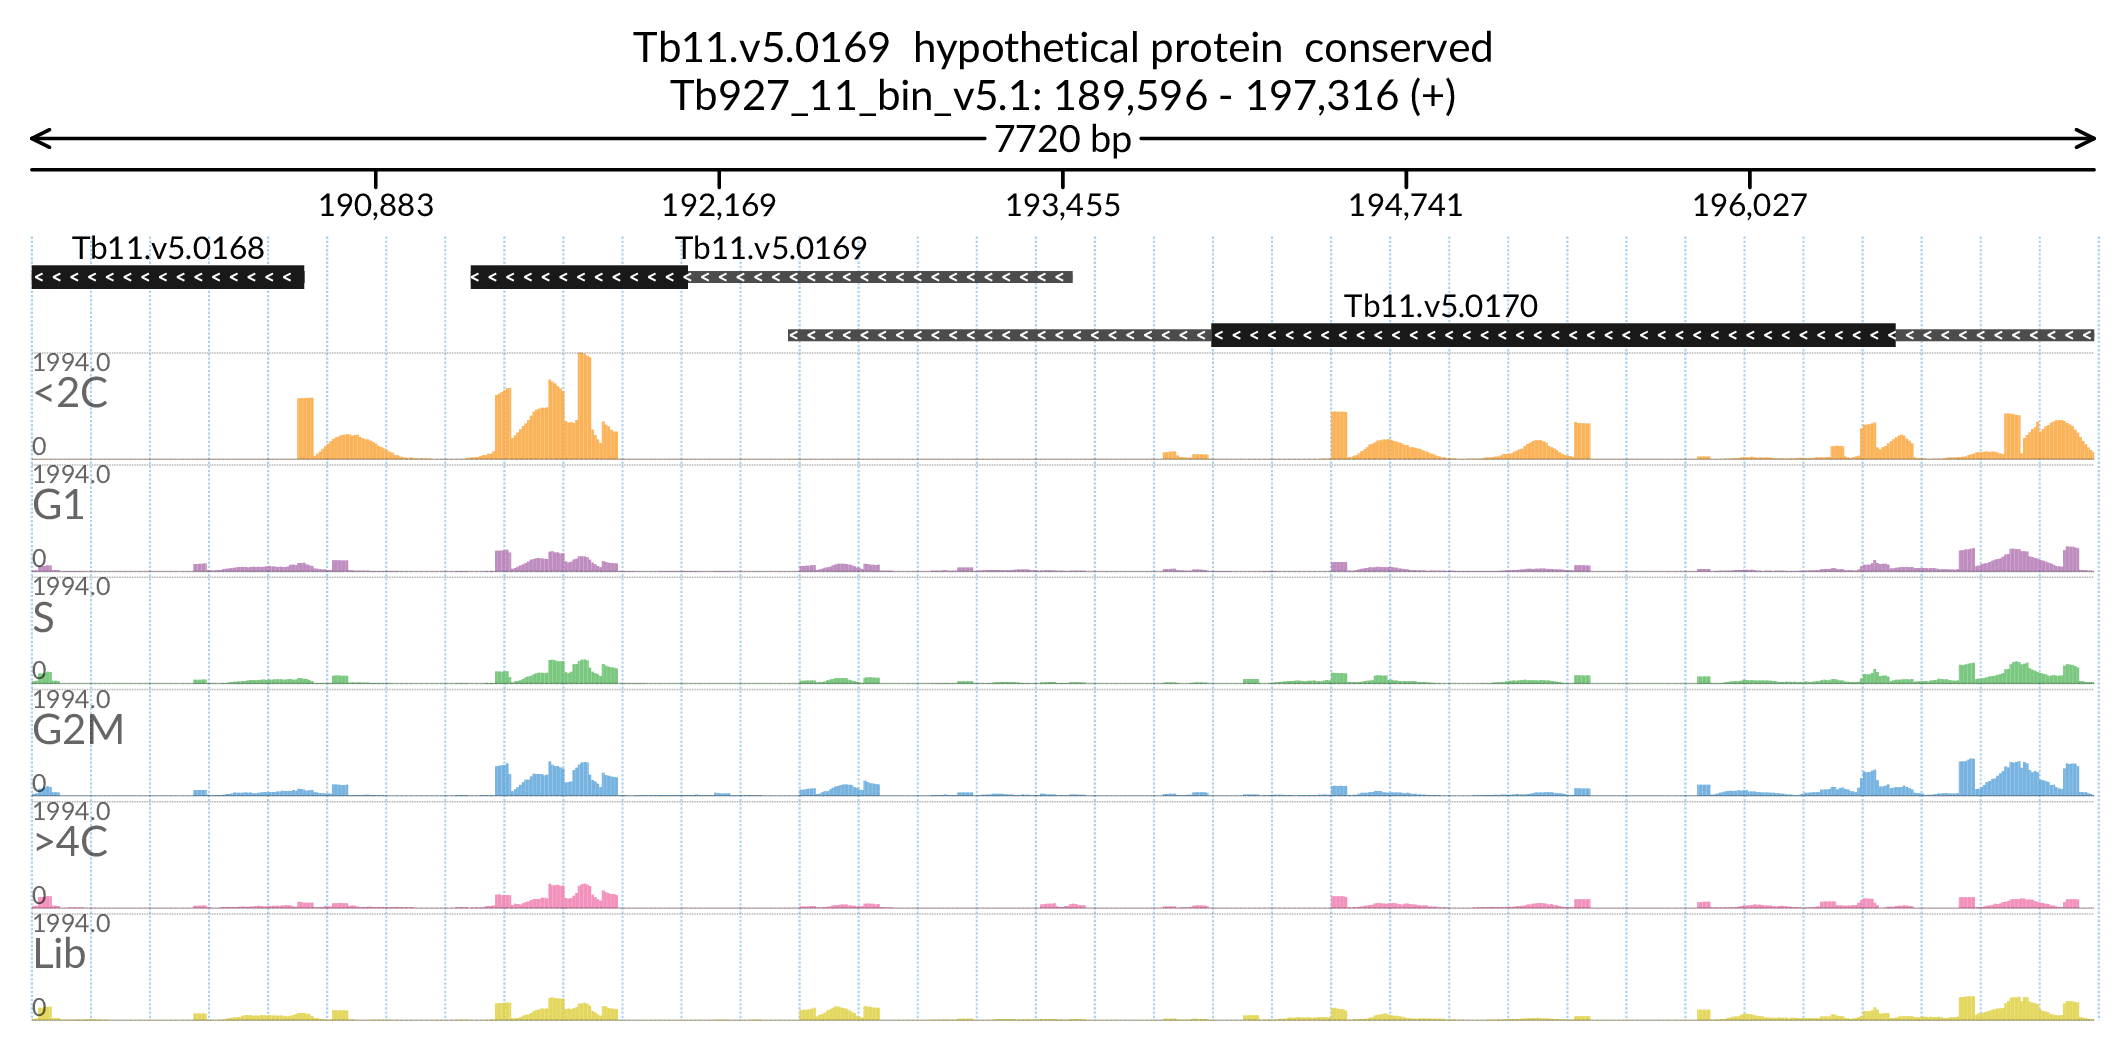 Tb11.v5.0169 hypothetical protein conserved
Tb927_11_bin_v5.1: 189,596 - 197,316 (+)
7720 bp
190,883 192,169 193,455 194,741 196,027
Tb11.v5.0168 Tb11.v5.0169
Tb11.v5.0170
1994.0
<2C
0
1994.0
G1
0
1994.0
S
0
1994.0
G2M
0
1994.0
>4C
0
1994.0
Lib
0